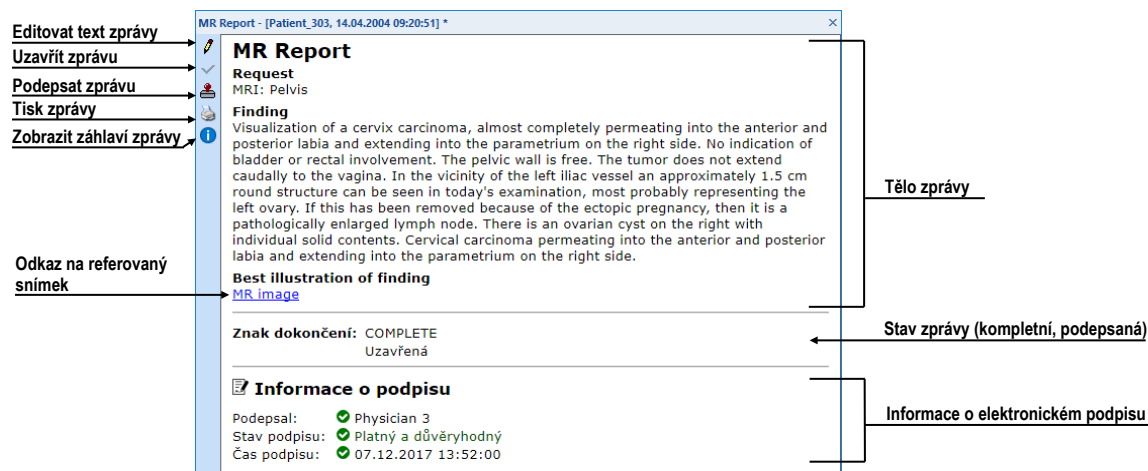 MR Report - [Patient_303, 14.04.2004 09:20:51] *
Editovat text zprávy
Uzavřít zprávu
Podepsat zprávu
Tisk zprávy
Zobrazit záhlaví zprávy
MR Report
Request
MRI: Pelvis
Finding
Visualization of a cervix carcinoma, almost completely permeating into the anterior and
posterior labia and extending into the parametrium on the right side. No indication of
bladder or rectal involvement. The pelvic wall is free. The tumor does not extend
caudally to the vagina. In the vicinity of the left iliac vessel an approximately 1.5 cm
round structure can be seen in today's examination, most probably representing the
left ovary. If this has been removed because of the ectopic pregnancy, then it is a
pathologically enlarged lymph node. There is an ovarian cyst on the right with
individual solid contents. Cervical carcinoma permeating into the anterior and posterior
labia and extending into the parametrium on the right side.
Tělo zprávy
Odkaz na referovaný
snímek
Best illustration of finding
MR image
Znak dokončení: COMPLETE
Uzavřená
Stav zprávy (kompletní, podepsaná)
Informace o podpisu
Podepsal: Physician 3
Stav podpisu: Platný a důvěryhodný
Čas podpisu: 07.12.2017 13:52:00
Informace o elektronickém podpisu